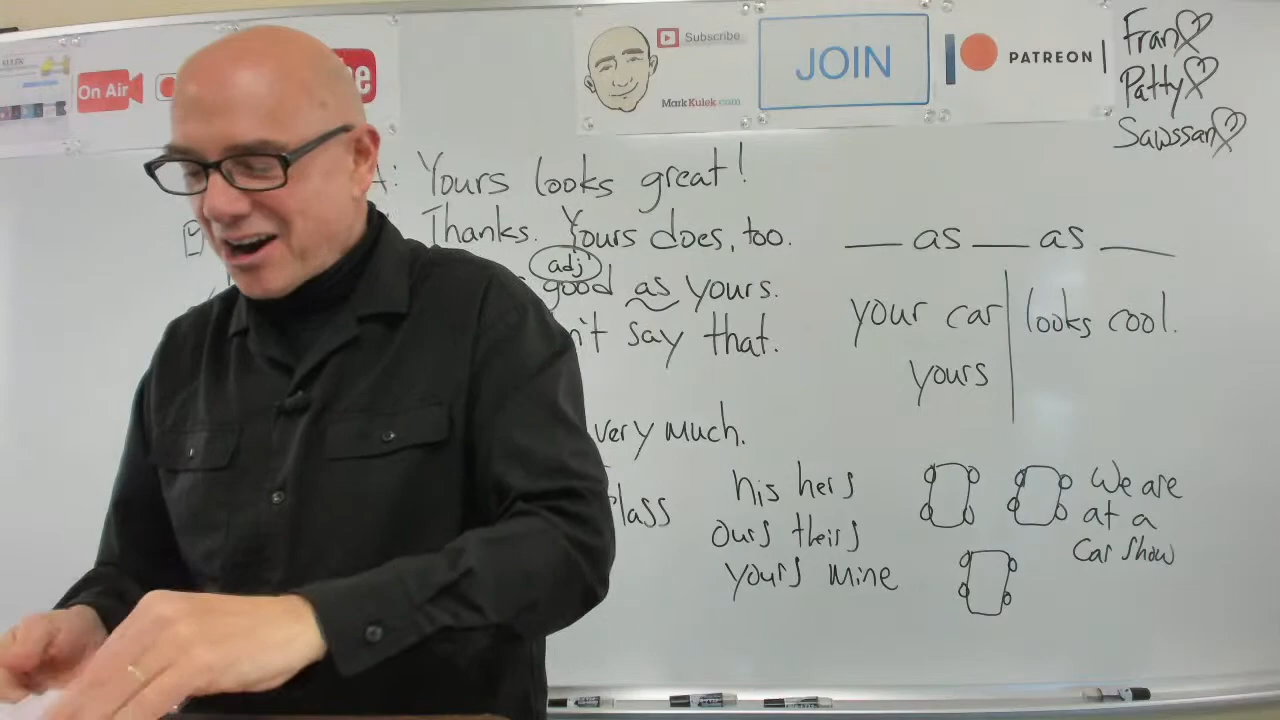 On Air
Subscribe
MarkKulek.com
JOIN
PATREON
Fran
Patty
Sawssan
A: Yours looks great!
Thanks. Yours does, too.
adj
good as yours.
n't say that.
very much.
___ as ___ as ___
your car looks cool.
yours
his hers
ours theirs
yours mine
We are
at a
Car Show